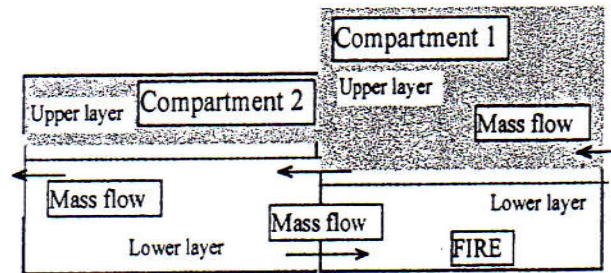 Compartment 1
Upper layer
Compartment 2
Upper layer
Mass flow
Mass flow
Lower layer
Mass flow
Lower layer
FIRE